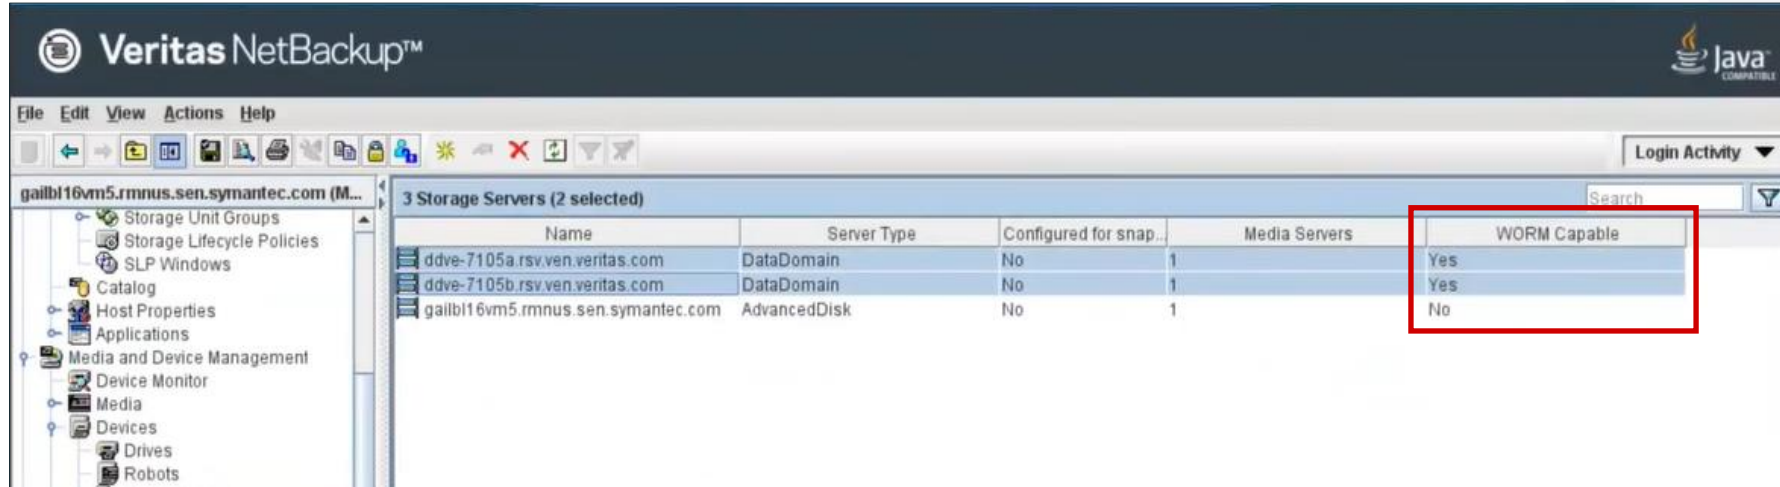 Veritas NetBackup™
Java™
COMPATIBLE
File Edit View Actions Help
Login Activity
gailbl16vm5.rmnus.sen.symantec.com (M...
3 Storage Servers (2 selected)
Search
Storage Unit Groups
Storage Lifecycle Policies
SLP Windows
Catalog
Host Properties
Applications
Media and Device Management
Device Monitor
Media
Devices
Drives
Robots
Name Server Type Configured for snap... Media Servers WORM Capable
ddve-7105a.rsv.ven.veritas.com DataDomain No 1 Yes
ddve-7105b.rsv.ven.veritas.com DataDomain No 1 Yes
gailbl16vm5.rmnus.sen.symantec.com AdvancedDisk No 1 No